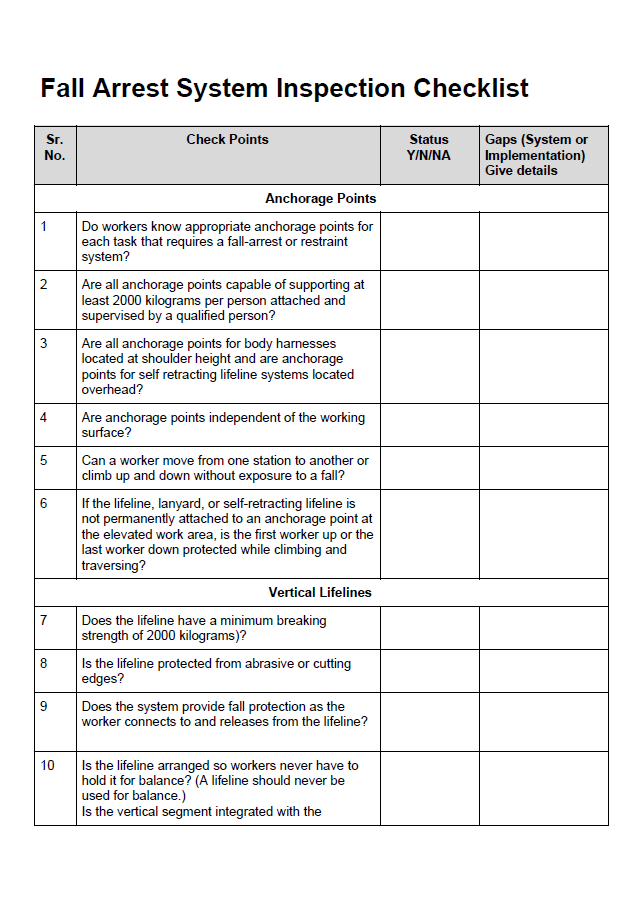 Fall Arrest System Inspection Checklist
Sr. No.
Check Points
Status Y/N/NA
Gaps (System or Implementation) Give details
Anchorage Points
1
Do workers know appropriate anchorage points for
each task that requires a fall-arrest or restraint
system?
2
Are all anchorage points capable of supporting at
least 2000 kilograms per person attached and
supervised by a qualified person?
3
Are all anchorage points for body harnesses
located at shoulder height and are anchorage
points for self retracting lifeline systems located
overhead?
4
Are anchorage points independent of the working
surface?
5
Can a worker move from one station to another or
climb up and down without exposure to a fall?
6
If the lifeline, lanyard, or self-retracting lifeline is
not permanently attached to an anchorage point at
the elevated work area, is the first worker up or the
last worker down protected while climbing and
traversing?
Vertical Lifelines
7
Does the lifeline have a minimum breaking
strength of 2000 kilograms)?
8
Is the lifeline protected from abrasive or cutting
edges?
9
Does the system provide fall protection as the
worker connects to and releases from the lifeline?
10
Is the lifeline arranged so workers never have to
hold it for balance? (A lifeline should never be
used for balance.)
Is the vertical segment integrated with the